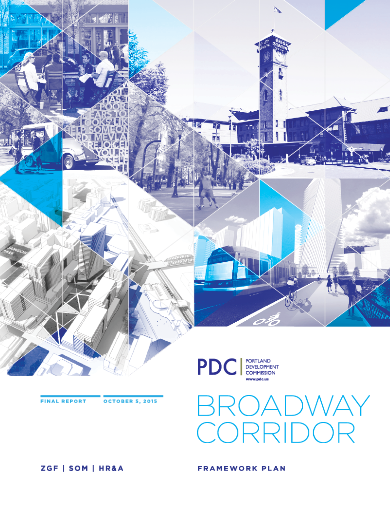 PDC
PORTLAND
DEVELOPMENT
COMMISSION
www.pdc.us
FINAL REPORT
OCTOBER 5, 2015
BROADWAY
CORRIDOR
ZGF | SOM | HR&A
FRAMEWORK PLAN